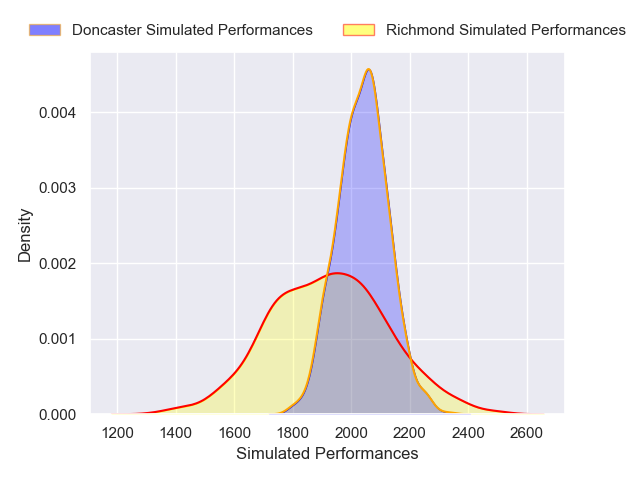 Doncaster Simulated Performances Richmond Simulated Performances
0.004
0.003
0.002
0.001
0.000
Density
1200 1400 1600 1800 2000 2200 2400 2600
Simulated Performances